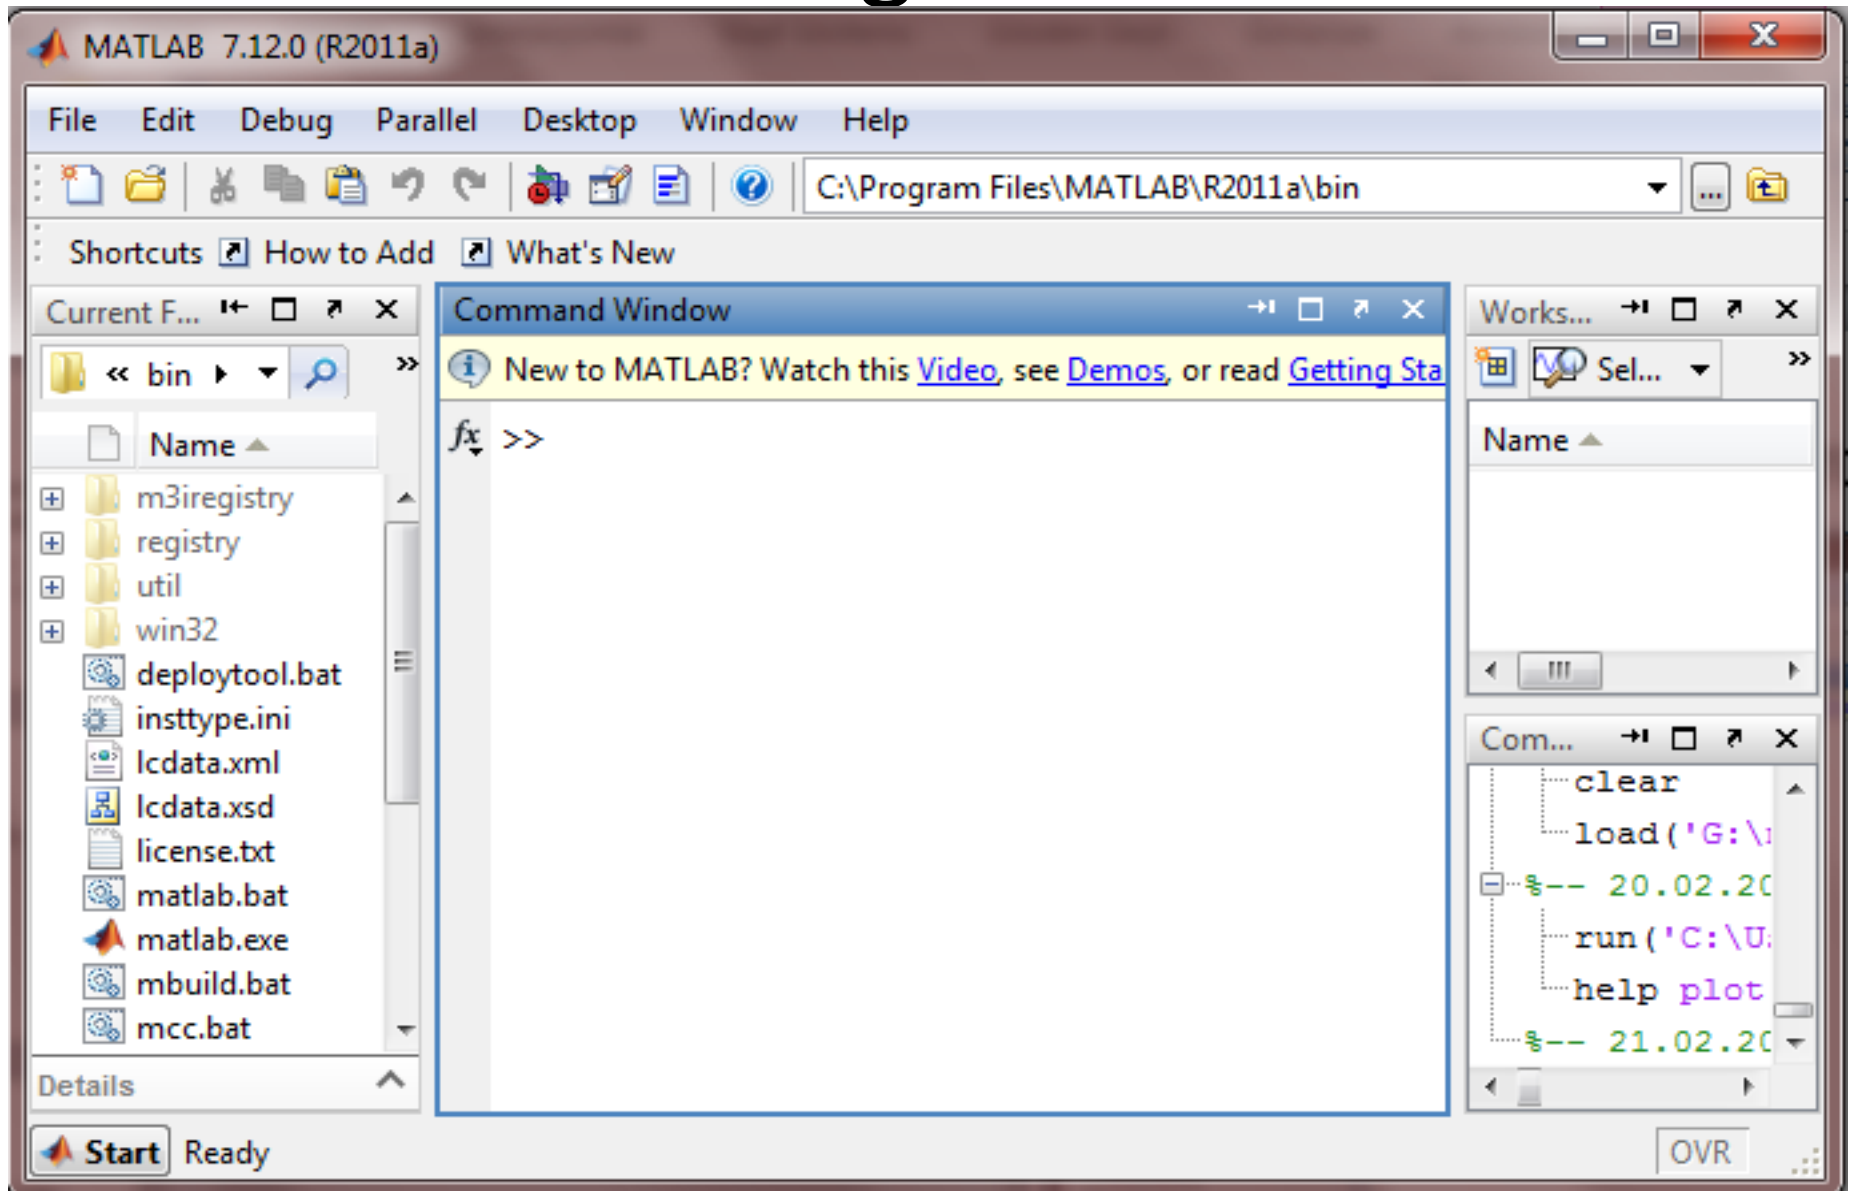 MATLAB 7.12.0 (R2011a)
File Edit Debug Parallel Desktop Window Help
C:\Program Files\MATLAB\R2011a\bin
...
Shortcuts How to Add What's New
Current F...
« bin
»
Name
m3iregistry
registry
util
win32
deploytool.bat
insttype.ini
lcdata.xml
lcdata.xsd
license.txt
matlab.bat
matlab.exe
mbuild.bat
mcc.bat
Details
Command Window
New to MATLAB? Watch this Video, see Demos, or read Getting Sta
fx >>
Works...
Sel... »
Name
Com...
clear
load('G:\
%-- 20.02.20
run('C:\U
help plot
%-- 21.02.20
Start Ready
OVR